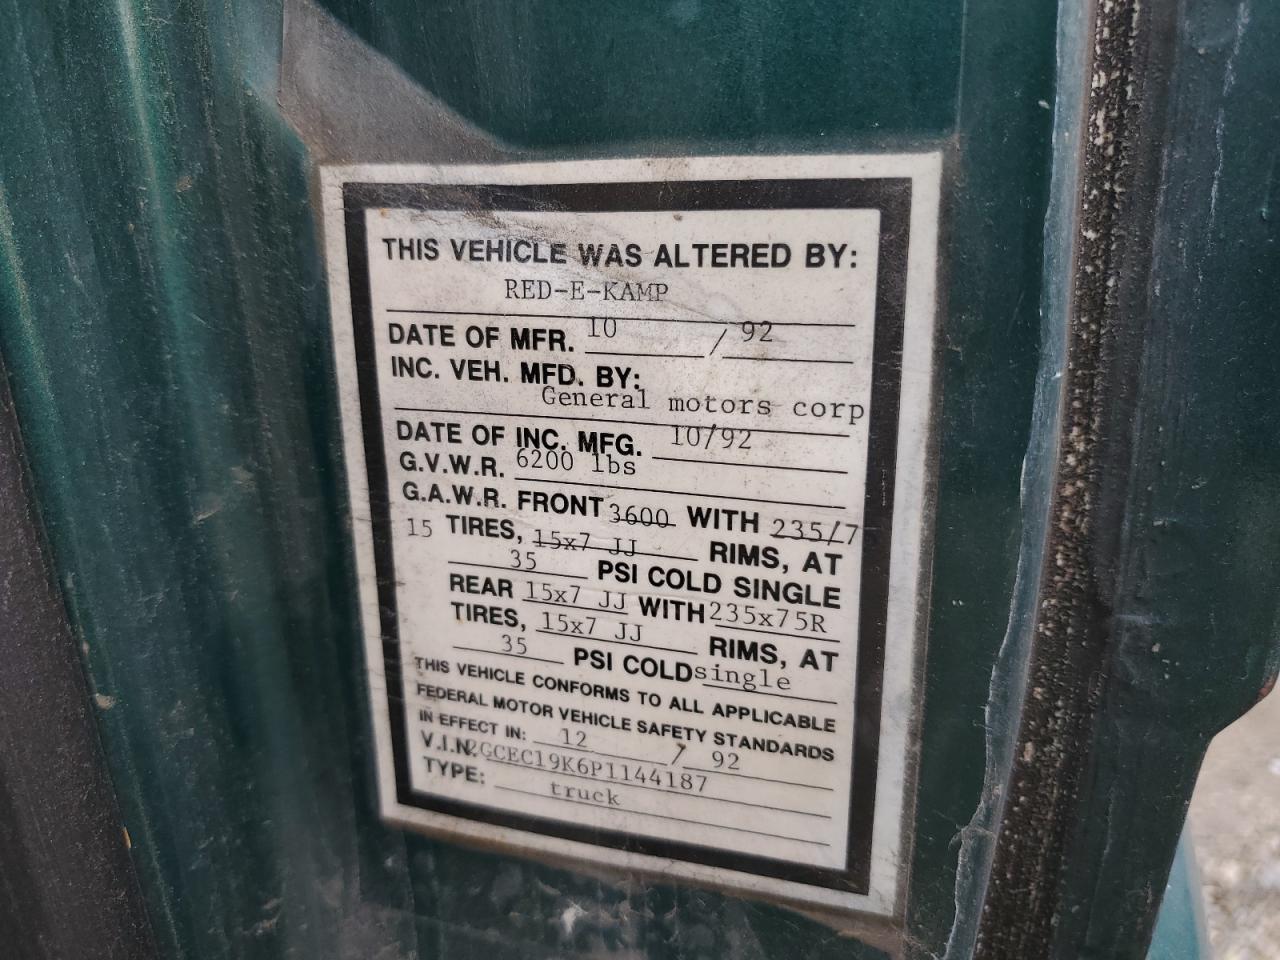 THIS VEHICLE WAS ALTERED BY:
RED-E-KAMP
DATE OF MFR. 10 / 92
INC. VEH. MFD. BY:
General motors corp
DATE OF INC. MFG. 10/92
G.V.W.R. 6200 lbs
G.A.W.R. FRONT 3600 WITH 235/7
15 TIRES, 15x7 JJ RIMS, AT
35 PSI COLD SINGLE
REAR 15x7 JJ WITH 235x75R
TIRES, 15x7 JJ RIMS, AT
35 PSI COLD single
THIS VEHICLE CONFORMS TO ALL APPLICABLE
FEDERAL MOTOR VEHICLE SAFETY STANDARDS
IN EFFECT IN: 12 / 92
V.I.N. 2GCEC19K6P1144187
TYPE: truck